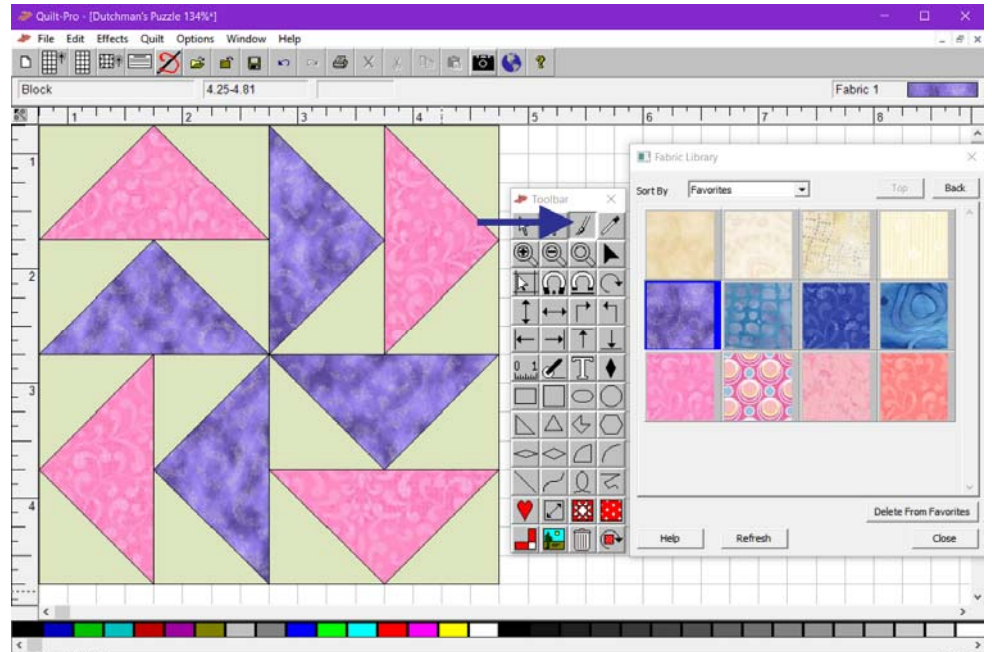 Quilt-Pro - [Dutchman's Puzzle 134%*]
File Edit Effects Quilt Options Window Help
Block 4.25-4.81 Fabric 1
1 2 3 4 5 6 7 8
Fabric Library
1
Sort By Favorites Top Back
Toolbar
2
0 1 T
3
4
Delete From Favorites
Help Refresh Close